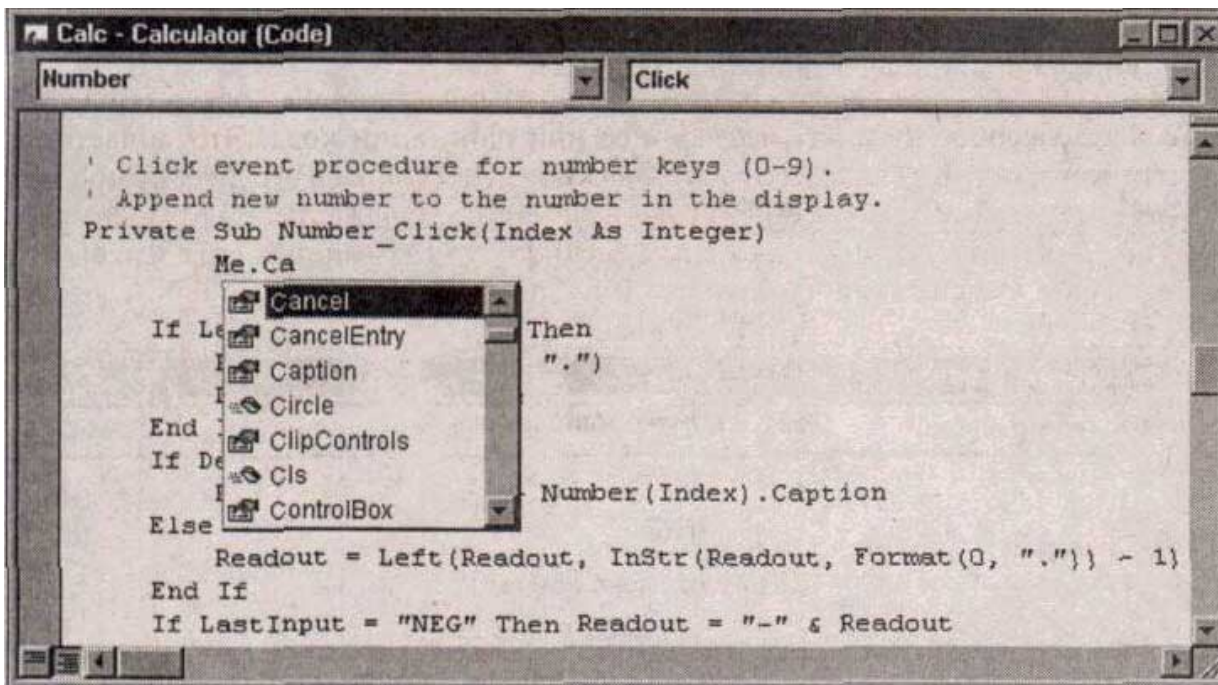 Calc - Calculator (Code)
Number Click
' Click event procedure for number keys (0-9).
' Append new number to the number in the display.
Private Sub Number_Click(Index As Integer)
Me.Ca
Cancel
If Then
CancelEntry
".")
Caption
Circle
End
ClipControls
If
Cls
Number(Index).Caption
ControlBox
Else
Readout = Left(Readout, InStr(Readout, Format(0, ".")) - 1)
End If
If LastInput = "NEG" Then Readout = "-" & Readout